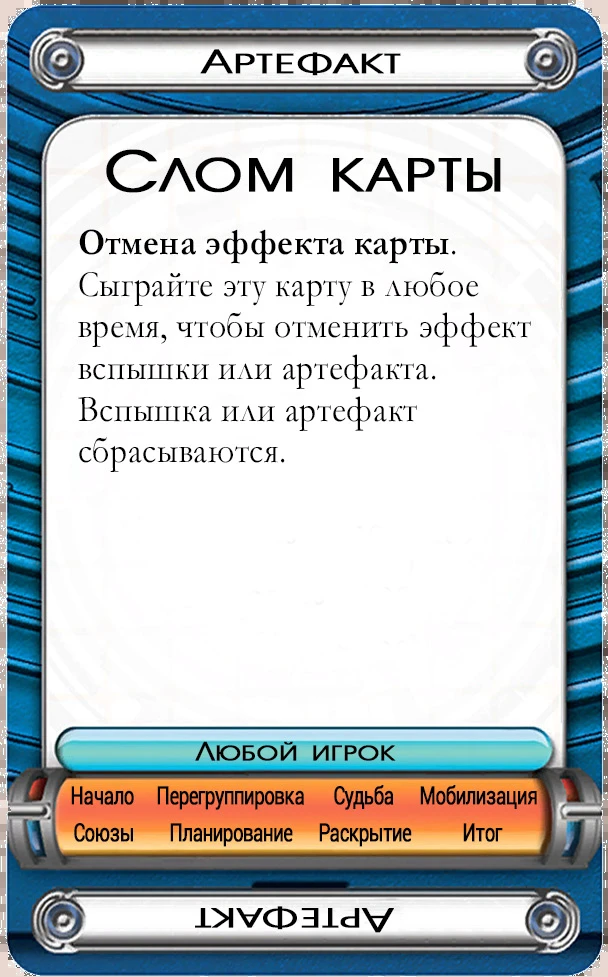 Артефакт
Слом карты
Отмена эффекта карты.
Сыграйте эту карту в любое
время, чтобы отменить эффект
вспышки или артефакта.
Вспышка или артефакт
сбрасываются.
Любой игрок
Начало Перегруппировка Судьба Мобилизация
Союзы Планирование Раскрытие Итог
Артефакт